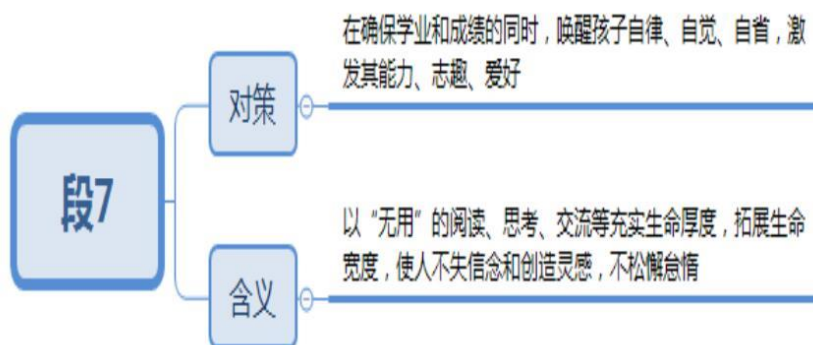 段7
对策
在确保学业和成绩的同时，唤醒孩子自律、自觉、自省，激
发其能力、志趣、爱好
含义
以“无用”的阅读、思考、交流等充实生命厚度，拓展生命
宽度，使人不失信念和创造灵感，不松懈怠惰